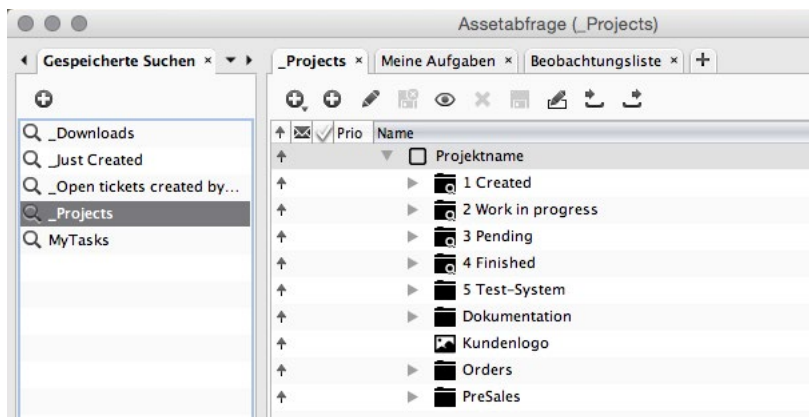 Assetabfrage (_Projects)
Gespeicherte Suchen
_Projects
Meine Aufgaben
Beobachtungsliste
_Downloads
_Just Created
_Open tickets created by...
_Projects
MyTasks
Prio Name
Projektname
1 Created
2 Work in progress
3 Pending
4 Finished
5 Test-System
Dokumentation
Kundenlogo
Orders
PreSales